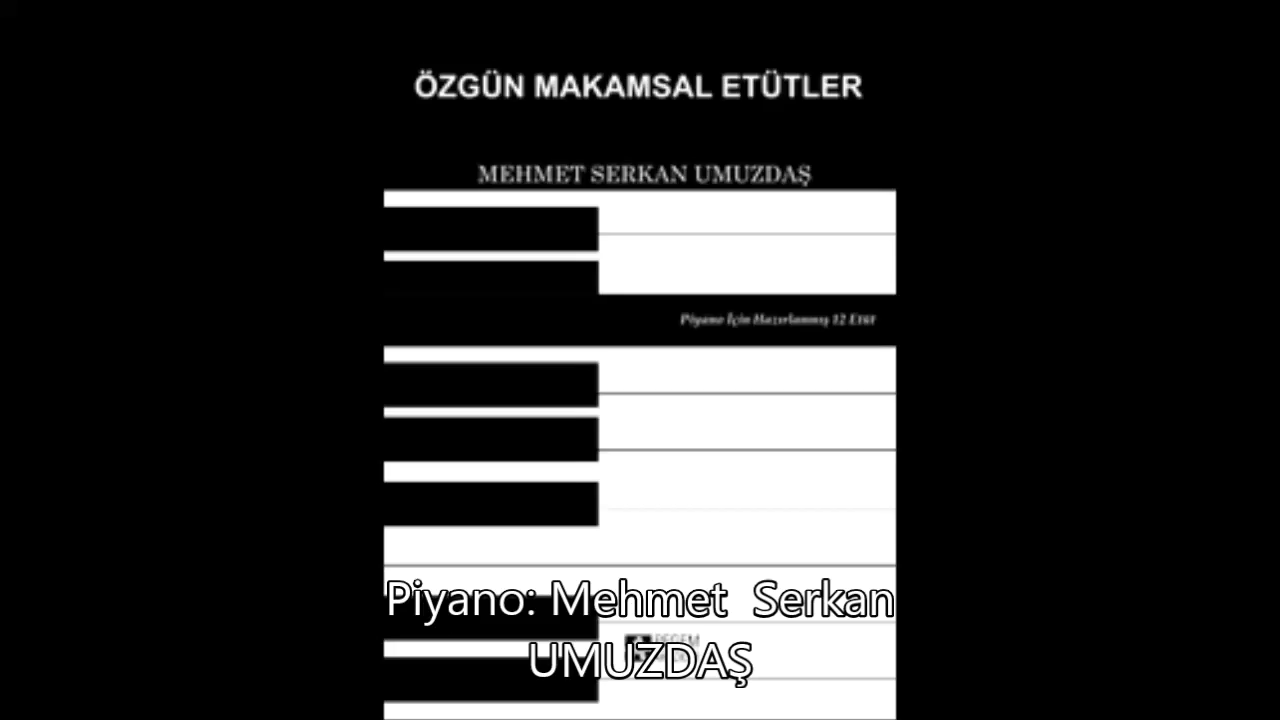 ÖZGÜN MAKAMSAL ETÜTLER
MEHMET SERKAN UMUZDAŞ
Piyano İçin Hazırlanmış 12 Etüt
Piyano: Mehmet Serkan
UMUZDAŞ